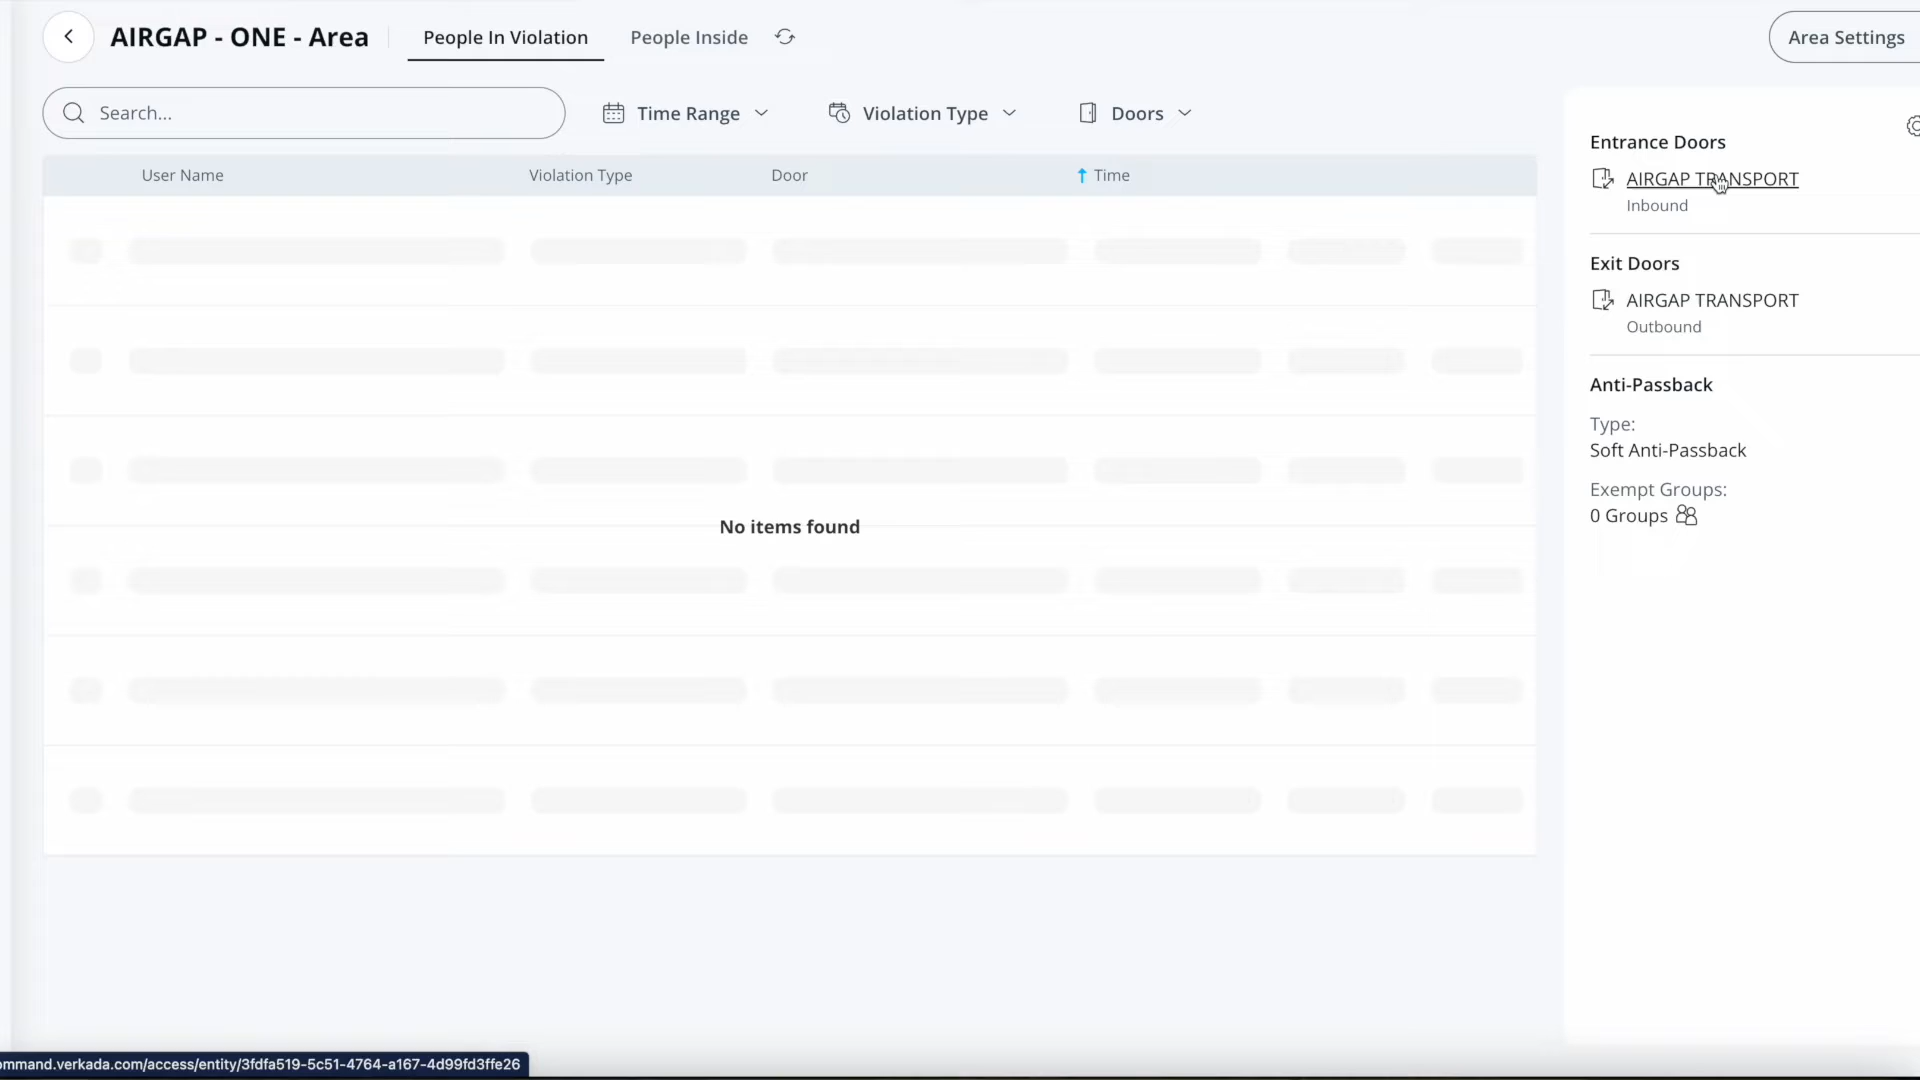 AIRGAP - ONE - Area
People In Violation
People Inside
Area Settings
Search...
Time Range
Violation Type
Doors
User Name
Violation Type
Door
Time
No items found
Entrance Doors
AIRGAP TRANSPORT
Inbound
Exit Doors
AIRGAP TRANSPORT
Outbound
Anti-Passback
Type:
Soft Anti-Passback
Exempt Groups:
0 Groups
ommand.verkada.com/access/entity/3fdfa519-5c51-4764-a167-4d99fd3ffe26